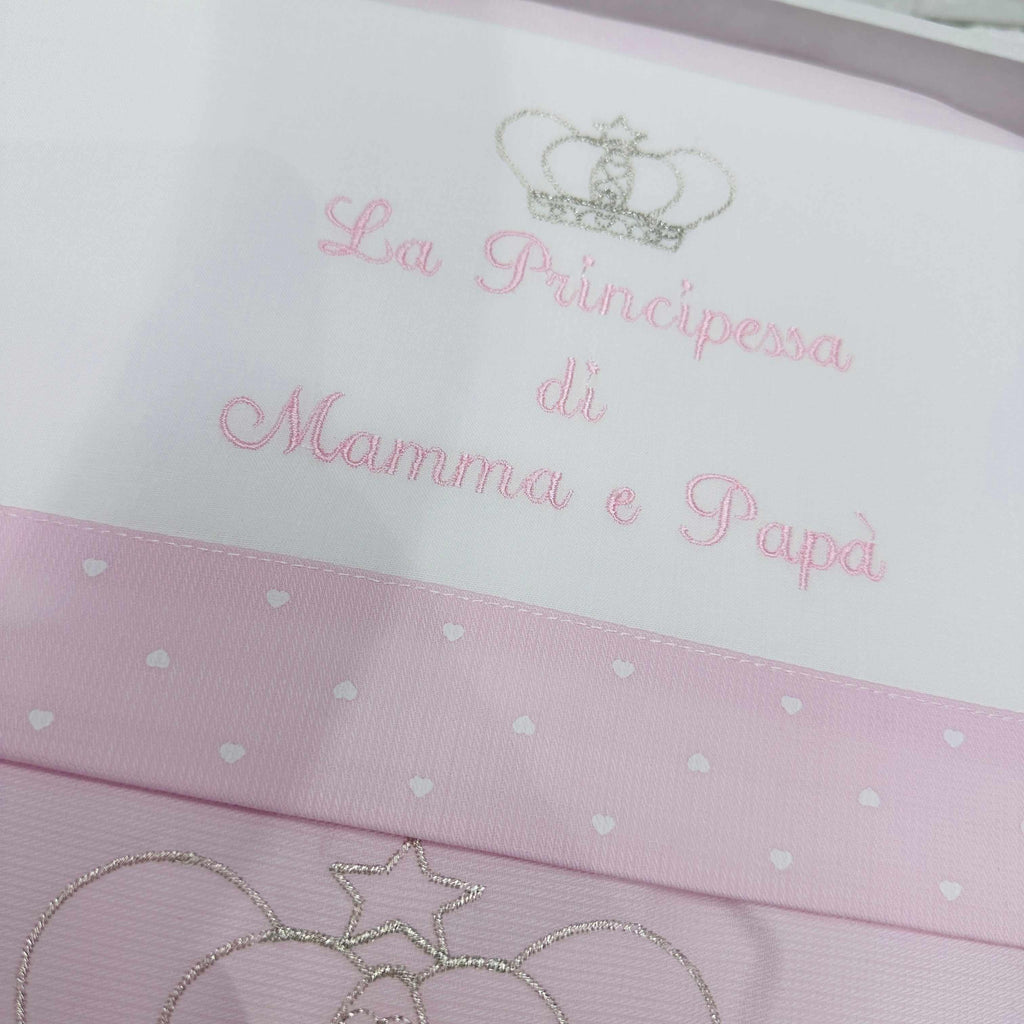 La Principessa
di
Mamma e Papà